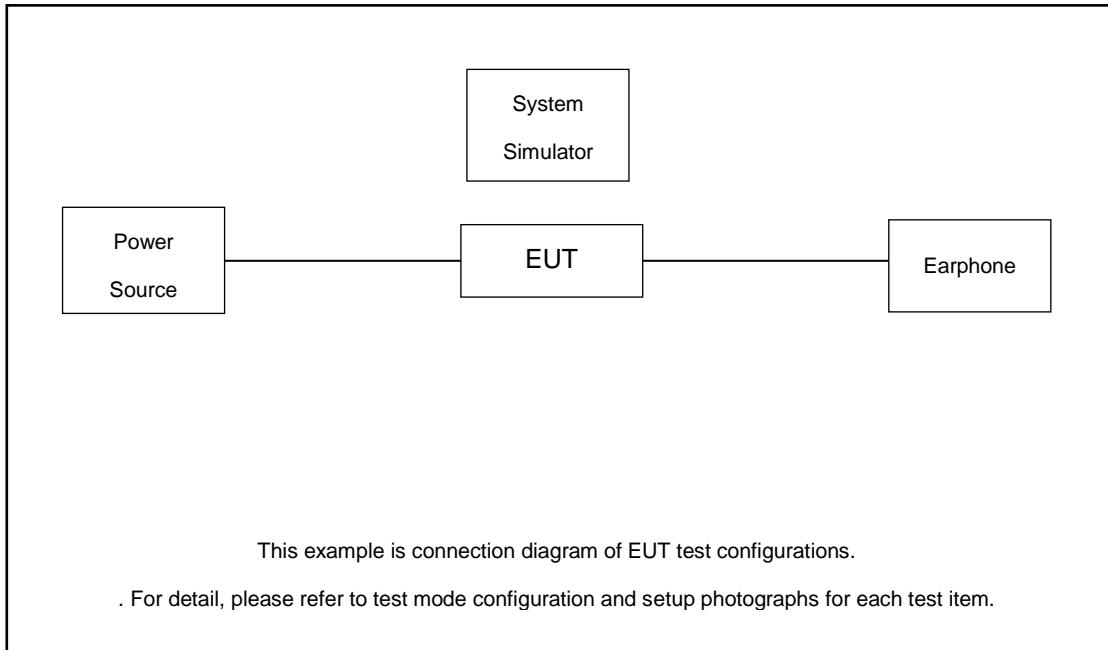 System
Simulator
Power
Source
EUT
Earphone
This example is connection diagram of EUT test configurations.
. For detail, please refer to test mode configuration and setup photographs for each test item.